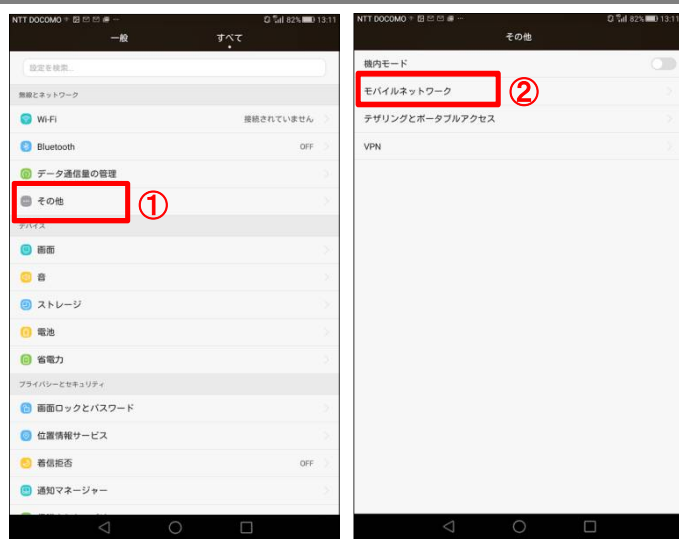 NTT DOCOMO
82% 13:11
一般 すべて
設定を検索...
無線とネットワーク
Wi-Fi 接続されていません
Bluetooth OFF
データ通信量の管理
その他
①
デバイス
画面
音
ストレージ
電池
省電力
プライバシーとセキュリティ
画面ロックとパスワード
位置情報サービス
着信拒否 OFF
通知マネージャー
NTT DOCOMO
82% 13:11
その他
機内モード
モバイルネットワーク
②
テザリングとポータブルアクセス
VPN